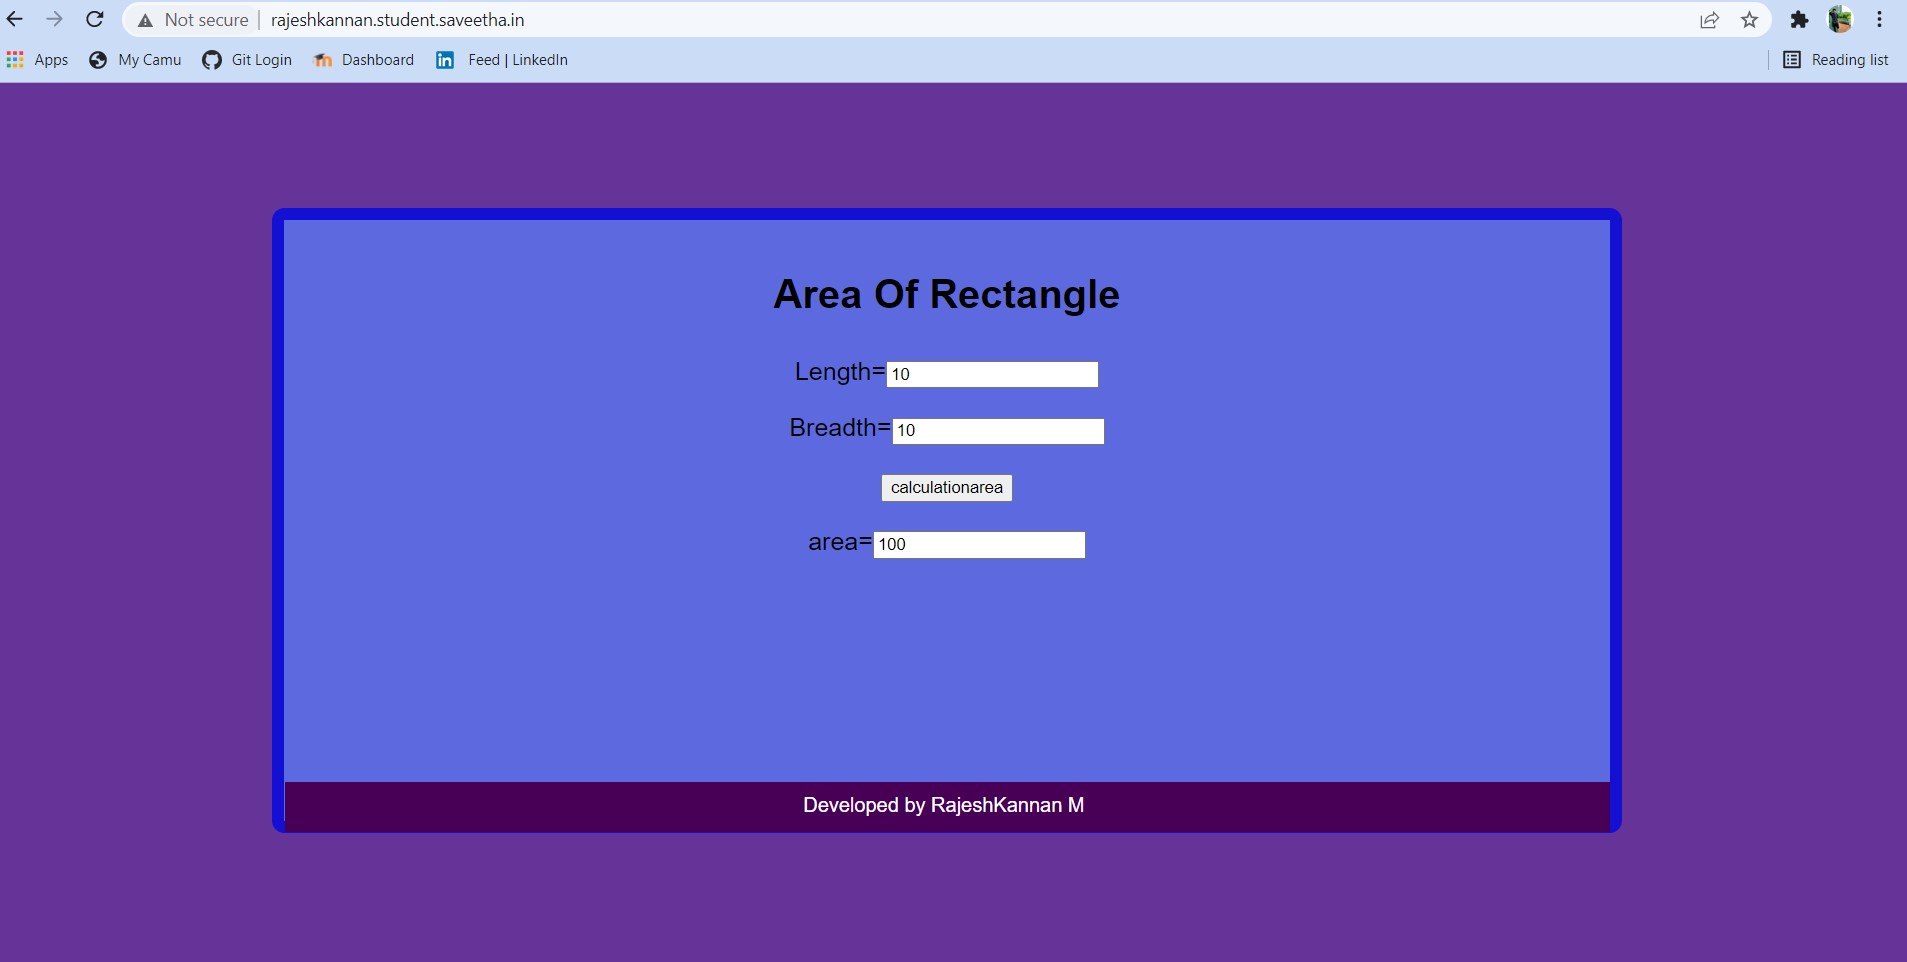 Not secure | rajeshkannan.student.saveetha.in
Apps My Camu Git Login Dashboard Feed | LinkedIn Reading list
Area Of Rectangle
Length= 10
Breadth= 10
calculationarea
area= 100
Developed by RajeshKannan M